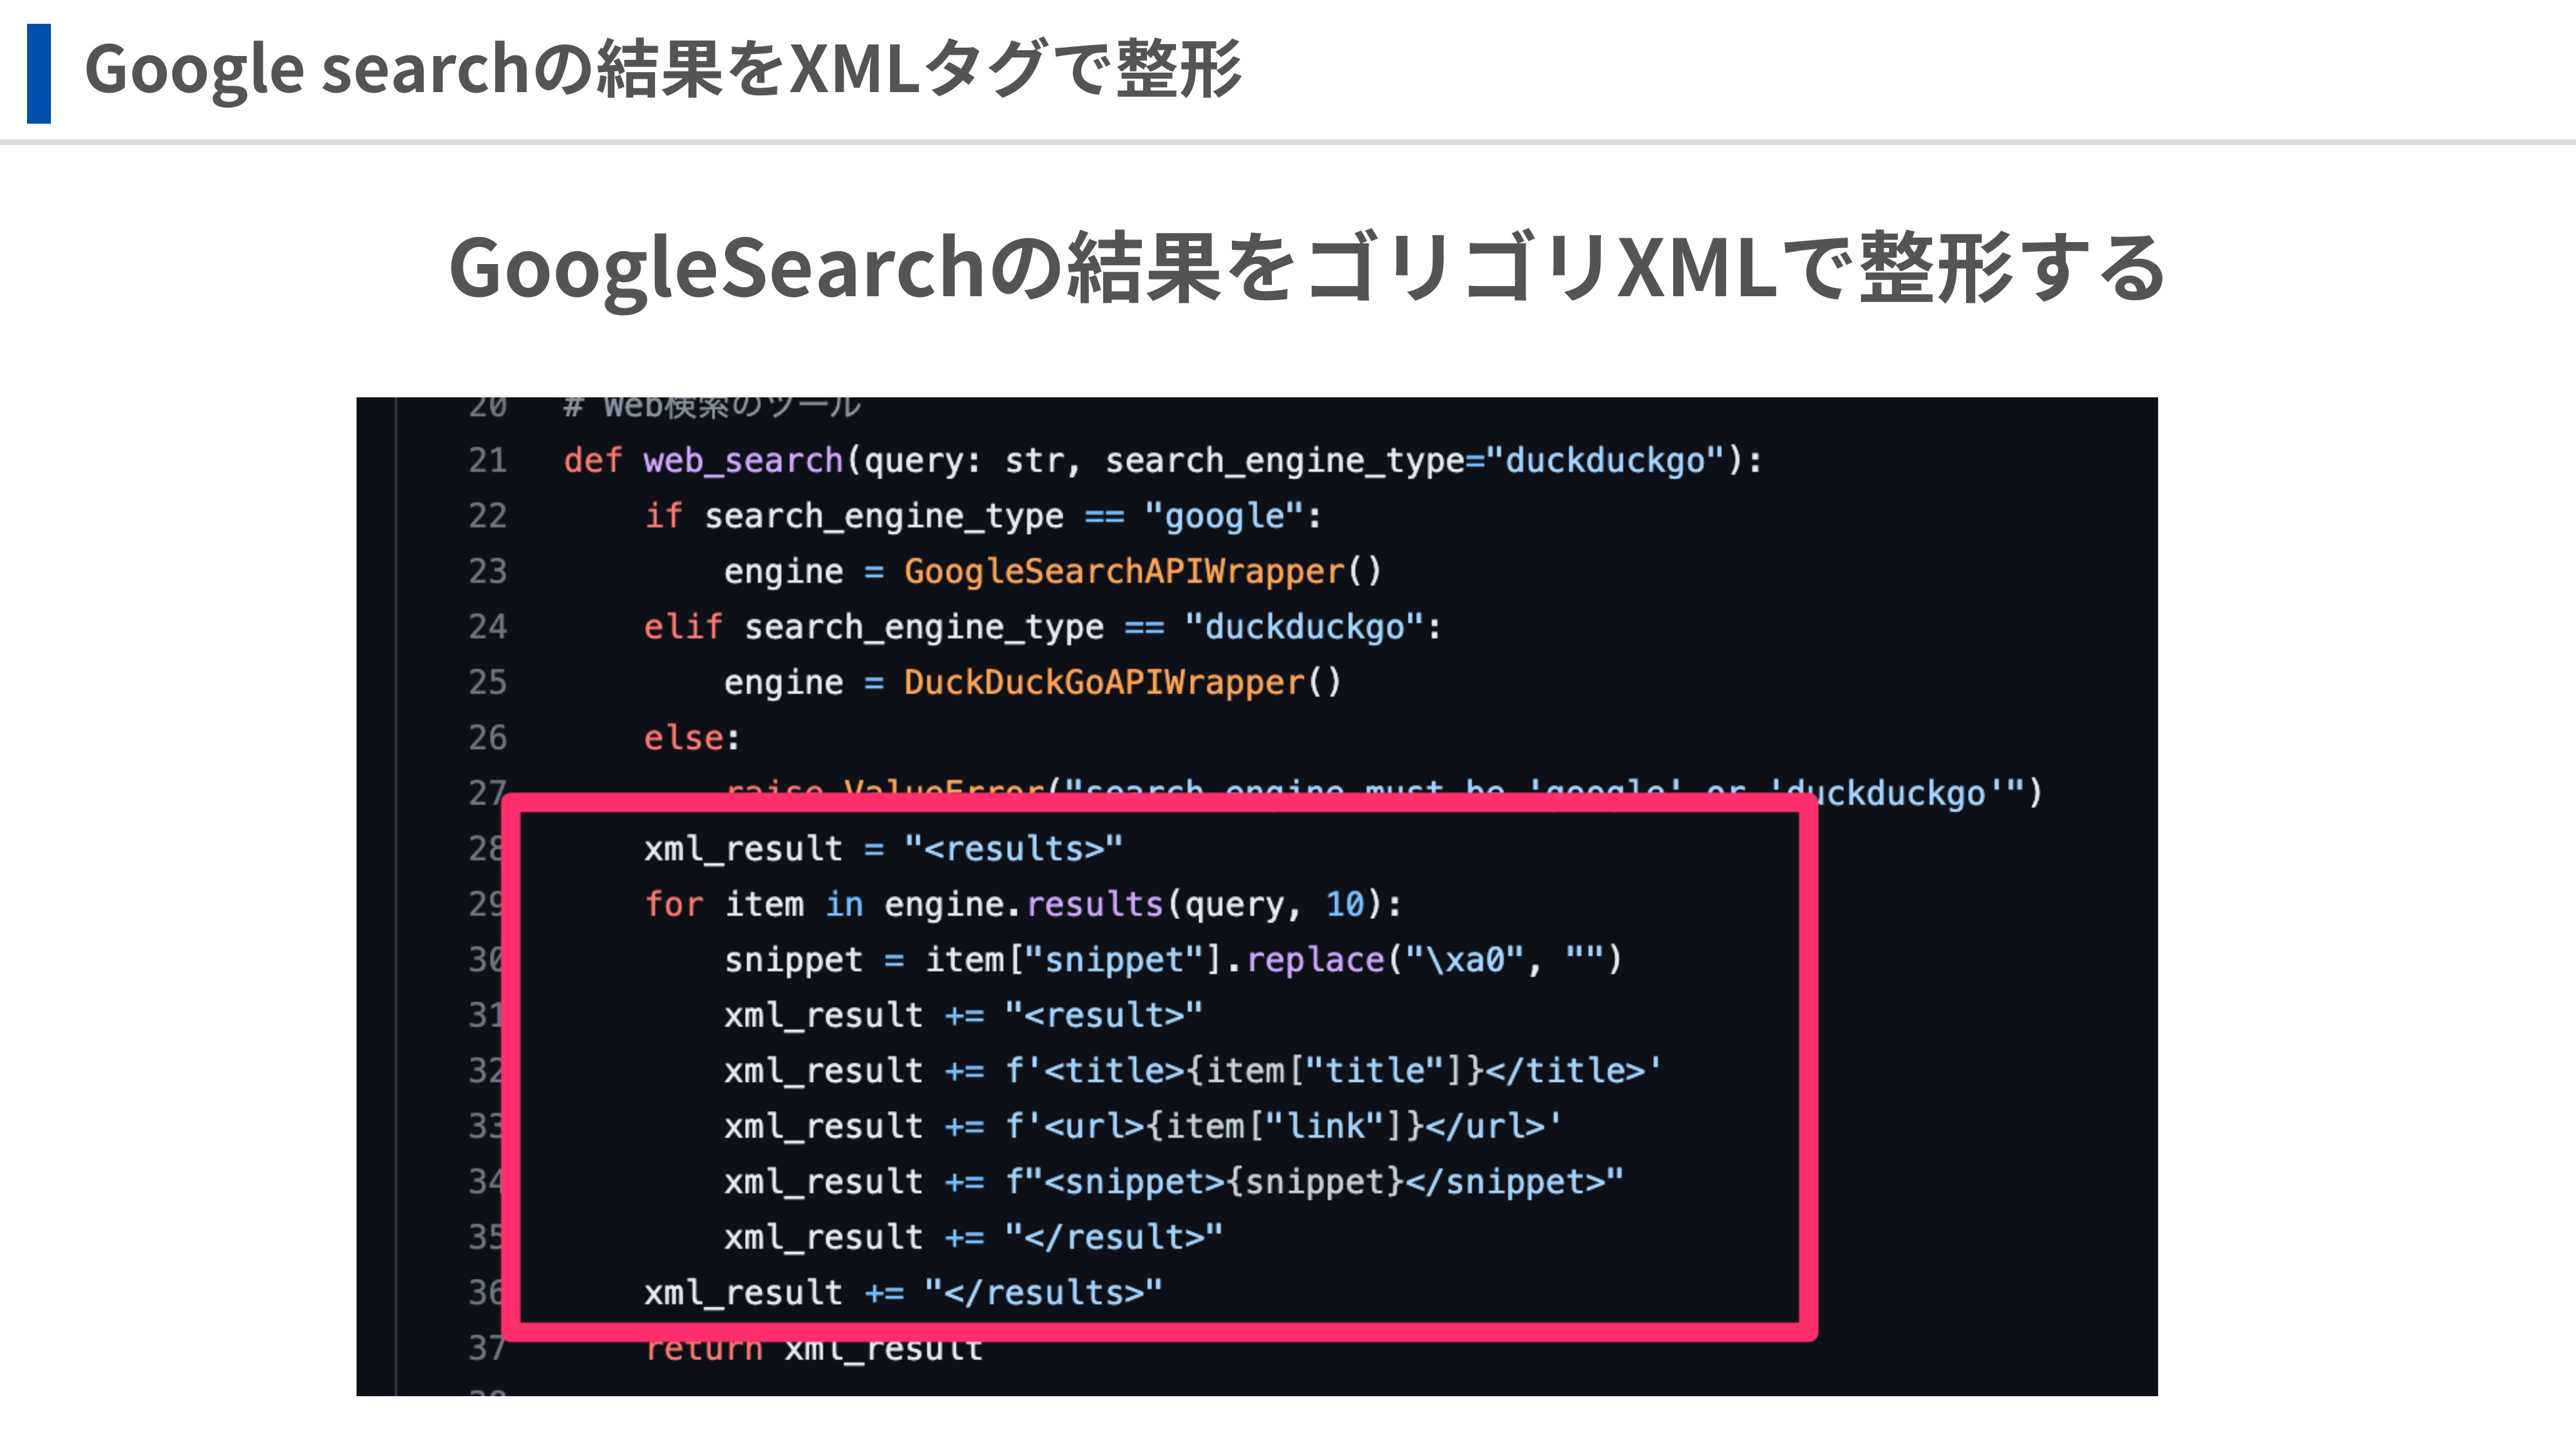 Google searchの結果をXMLタグで整形
GoogleSearchの結果をゴリゴリXMLで整形する
20 # Web検索のツール
21 def web_search(query: str, search_engine_type="duckduckgo"):
22 if search_engine_type == "google":
23 engine = GoogleSearchAPIWrapper()
24 elif search_engine_type == "duckduckgo":
25 engine = DuckDuckGoAPIWrapper()
26 else:
27 raise ValueError("search engine must be 'google' or 'duckduckgo'")
28 xml_result = "<results>"
29 for item in engine.results(query, 10):
30 snippet = item["snippet"].replace("\xa0", "")
31 xml_result += "<result>"
32 xml_result += f'<title>{item["title"]}</title>'
33 xml_result += f'<url>{item["link"]}</url>'
34 xml_result += f"<snippet>{snippet}</snippet>"
35 xml_result += "</result>"
36 xml_result += "</results>"
37 return xml_result